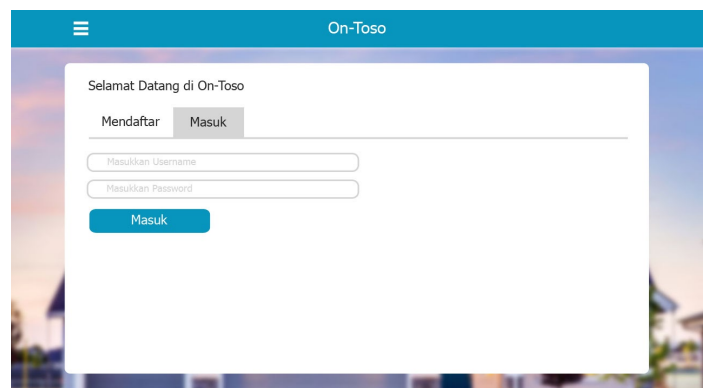 On-Toso
Selamat Datang di On-Toso
Mendaftar Masuk
Masukkan Username
Masukkan Password
Masuk